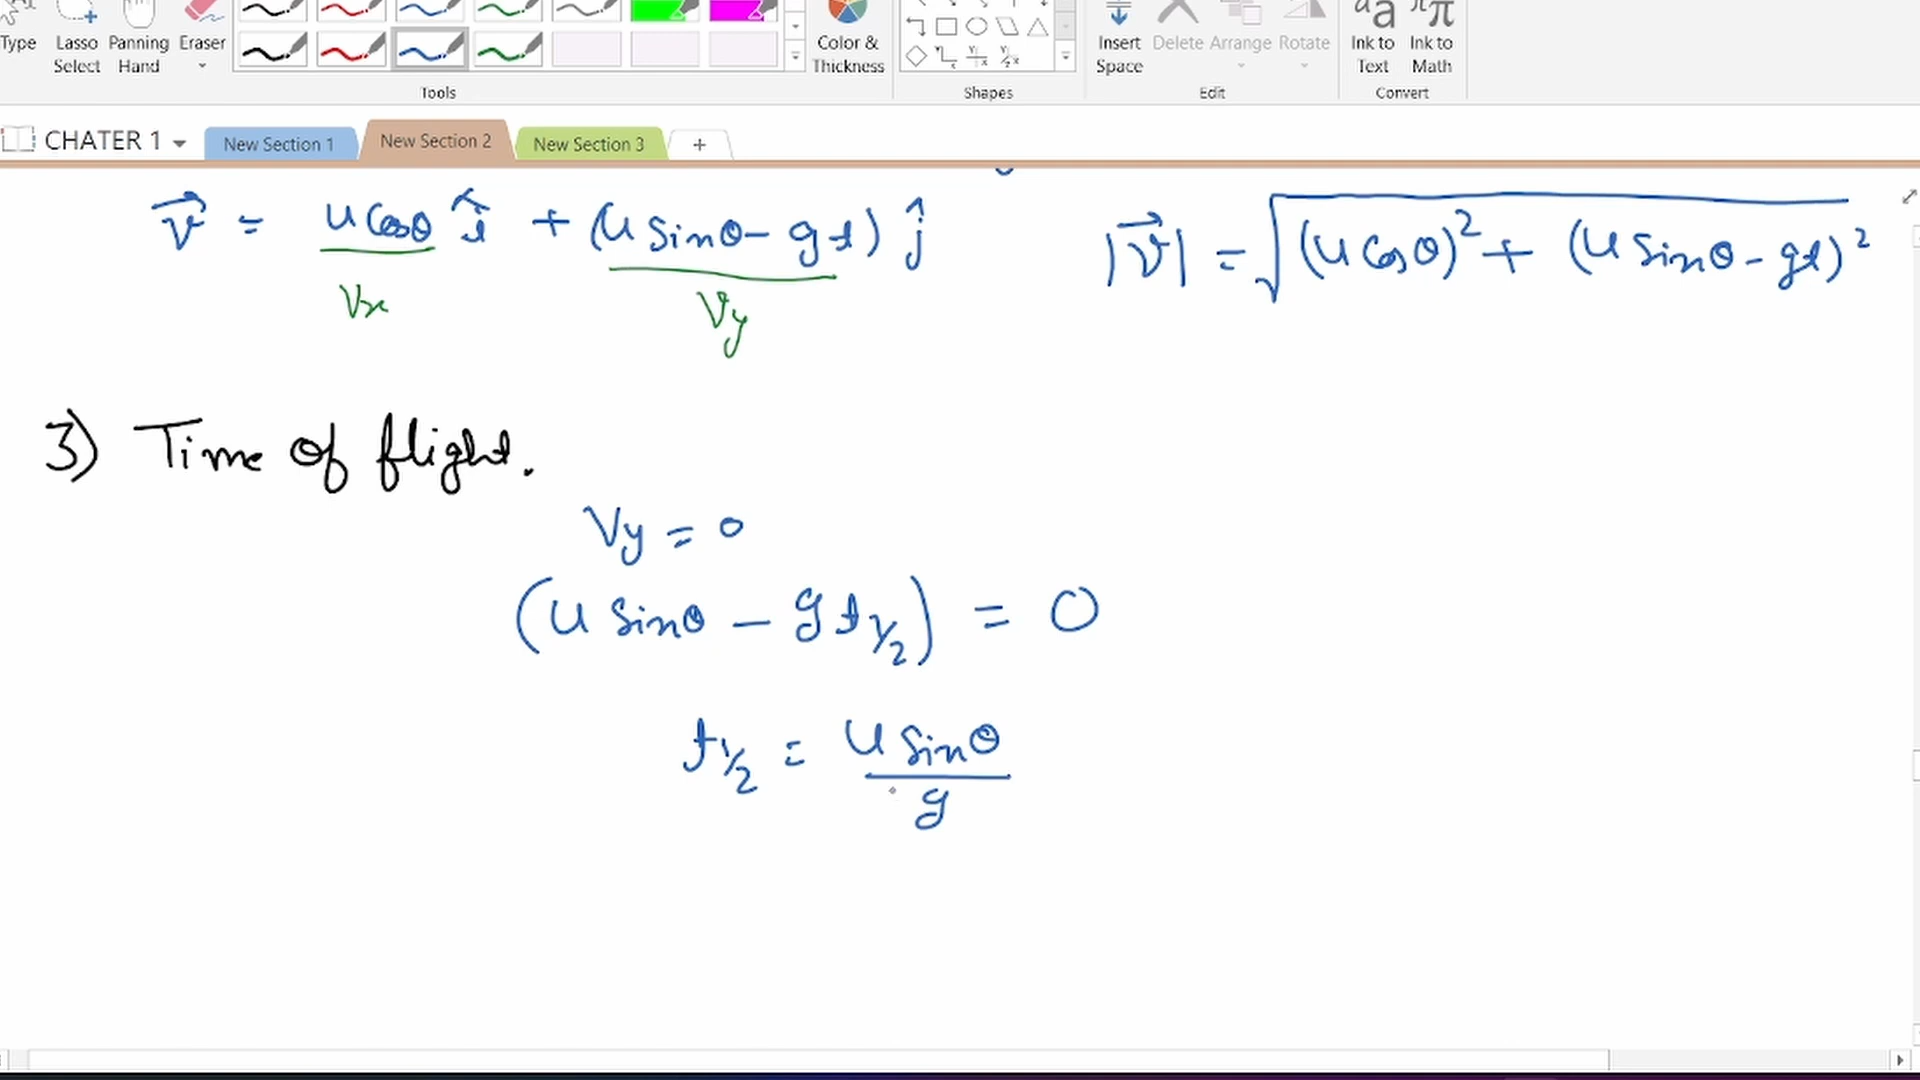 Type Lasso Select Panning Hand Eraser Color & Thickness Insert Space Delete Arrange Rotate Ink to Text Ink to Math
Tools Shapes Edit Convert
CHATER 1 New Section 1 New Section 2 New Section 3 +
v⃗ = u Cosθ î + (u Sinθ - gt) ĵ |v⃗| = √(u Cosθ)² + (u Sinθ - gt)²
Vx Vy
3) Time of flight.
Vy = 0
(u Sinθ - g t1/2) = 0
t1/2 = u Sinθ
g